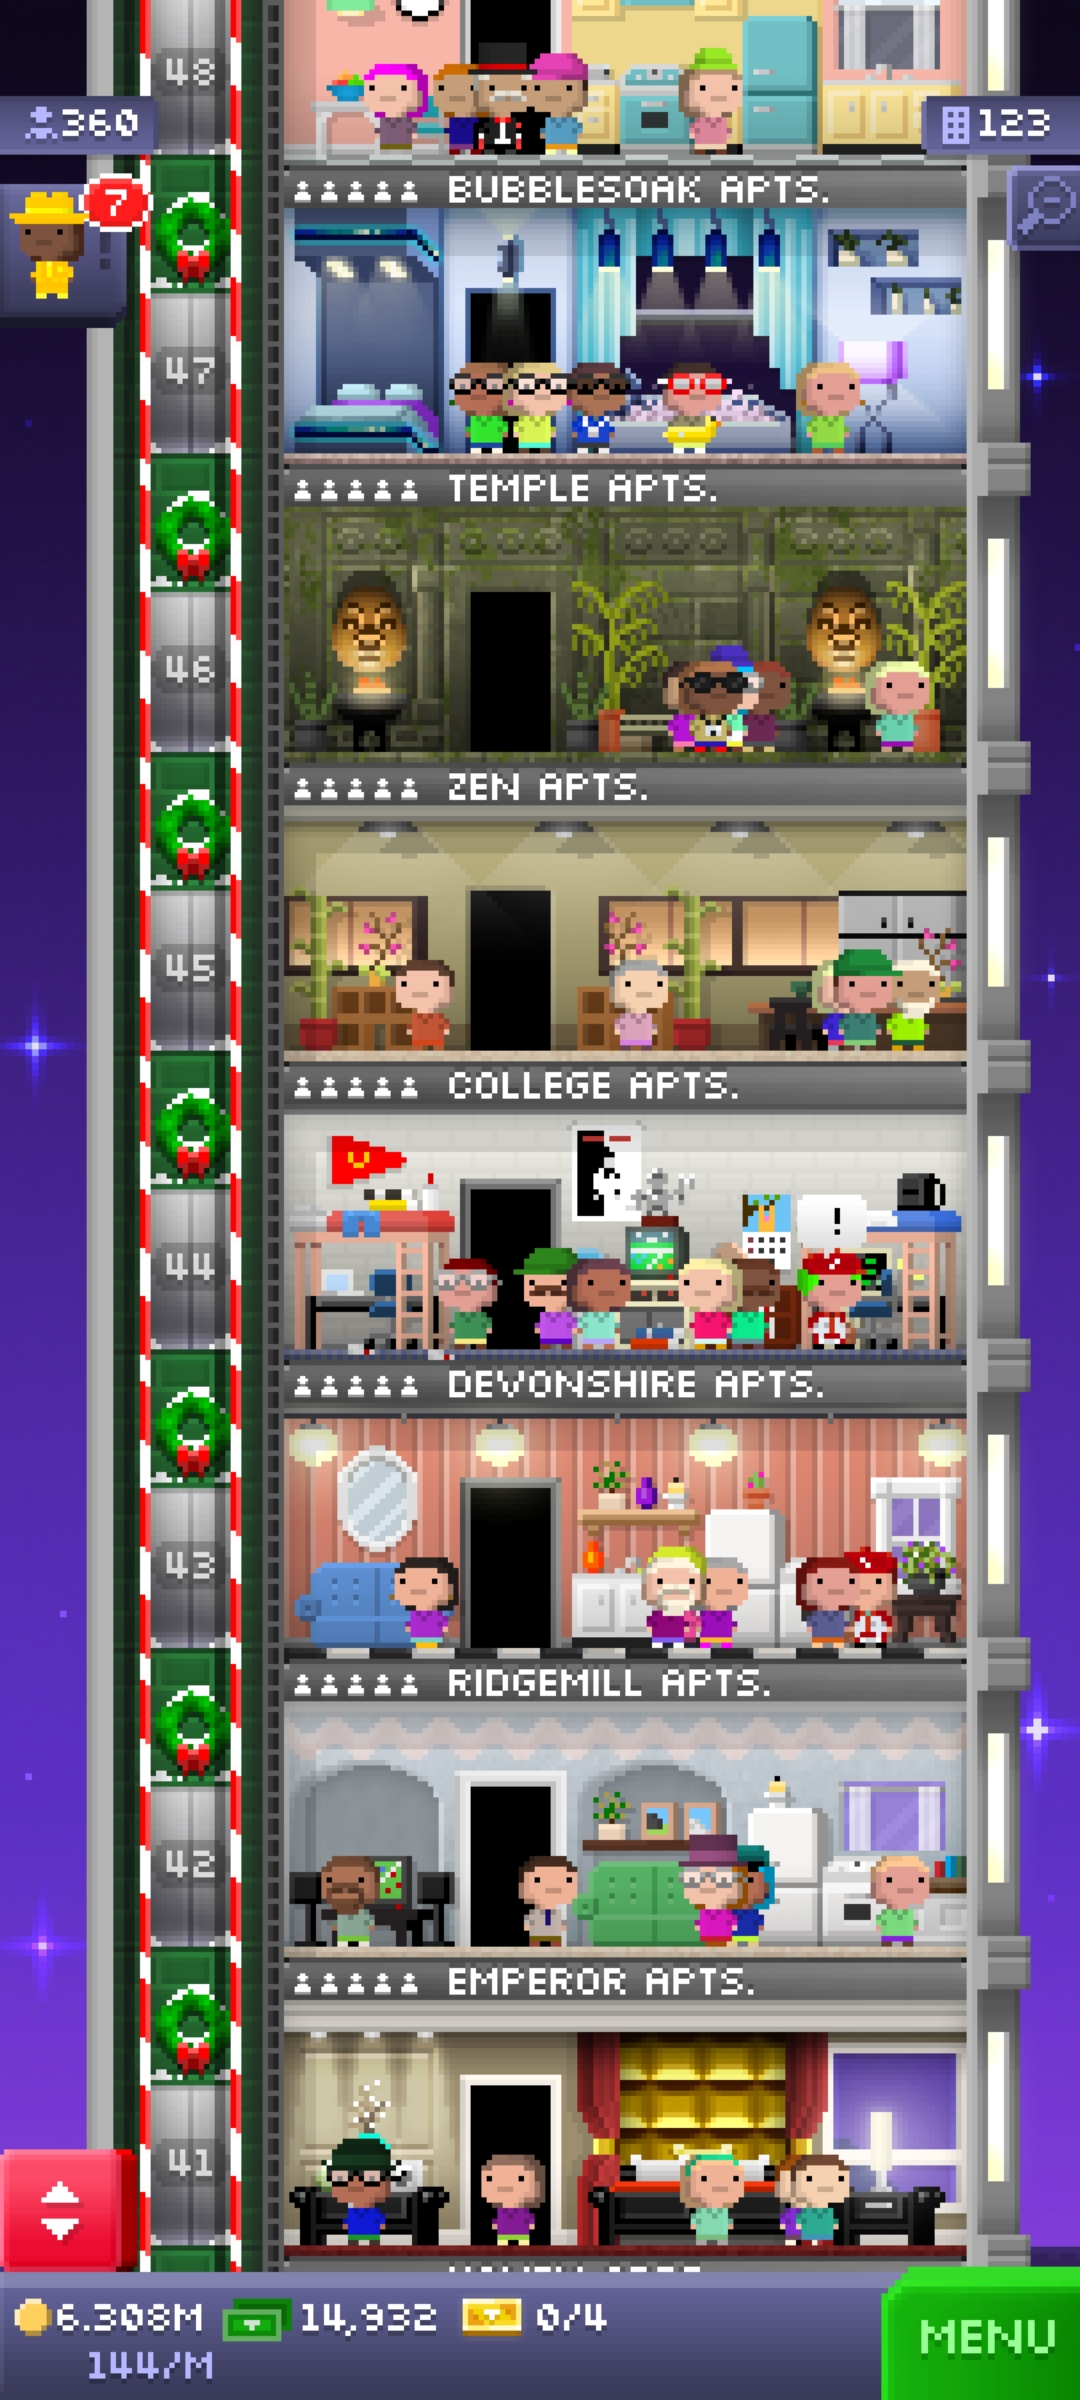 48
360
123
7
BUBBLESOAK APTS.
47
TEMPLE APTS.
46
ZEN APTS.
45
COLLEGE APTS.
!
44
DEVONSHIRE APTS.
43
RIDGEMILL APTS.
42
EMPEROR APTS.
41
6.308M 14,932 0/4
144/M
MENU